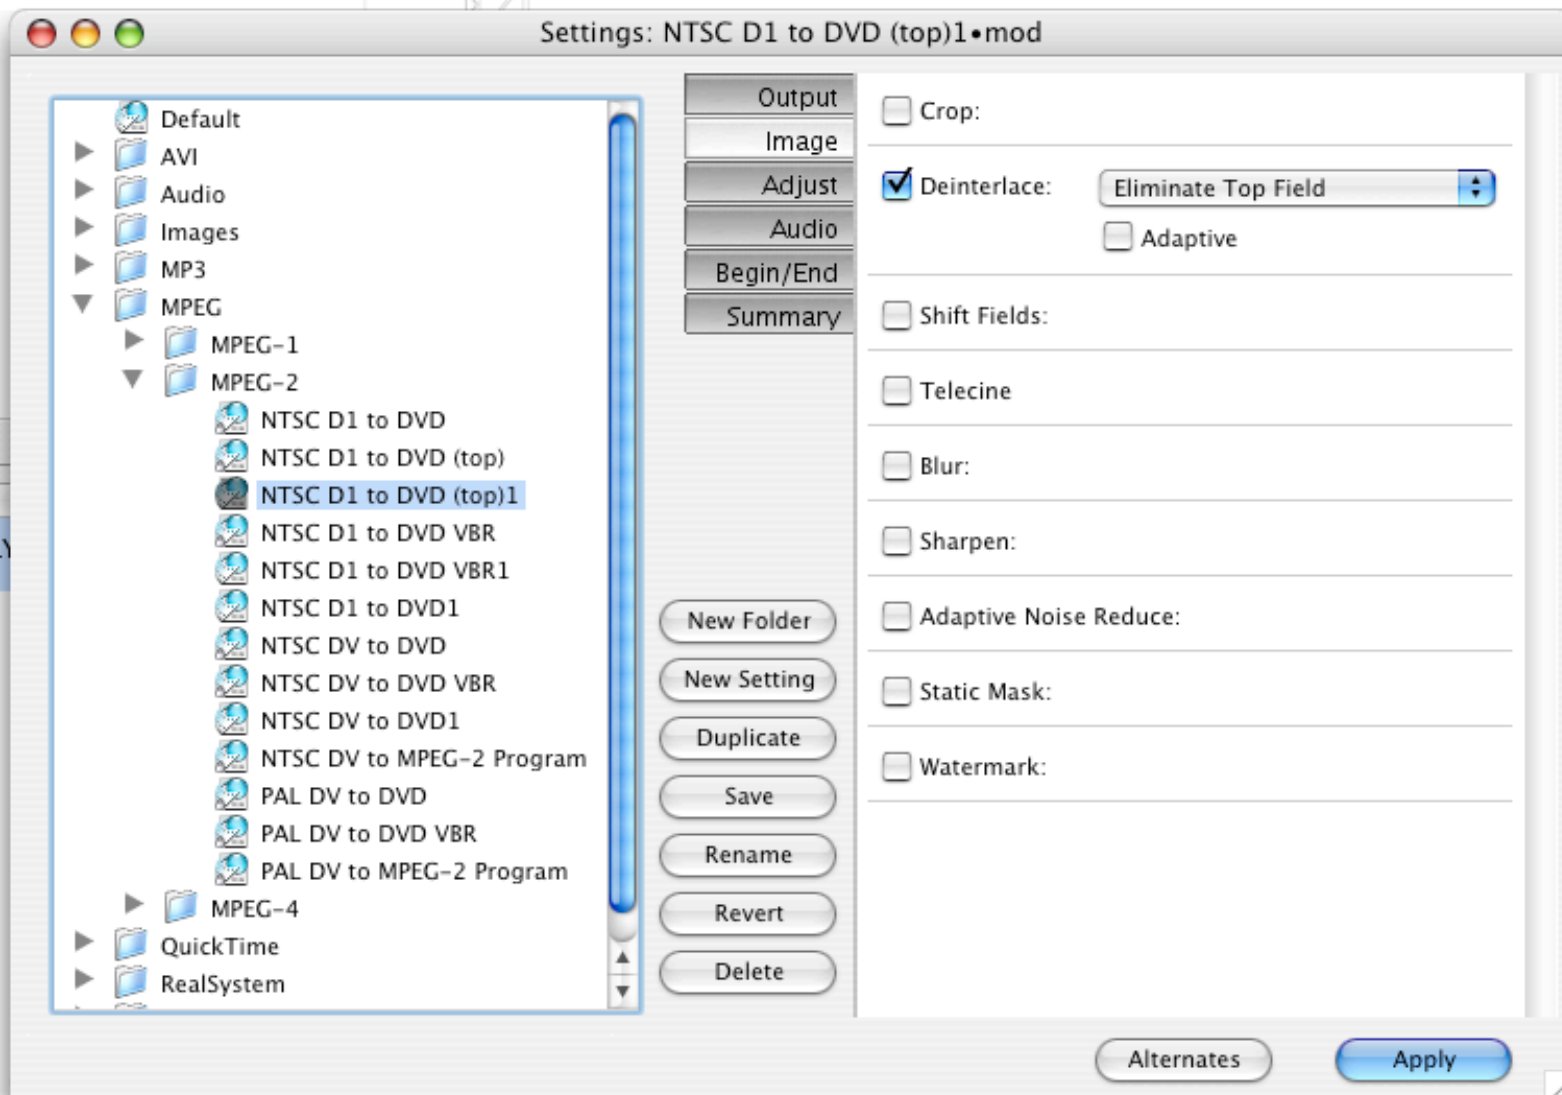 Settings: NTSC D1 to DVD (top)1•mod
Default
AVI
Audio
Images
MP3
MPEG
MPEG-1
MPEG-2
NTSC D1 to DVD
NTSC D1 to DVD (top)
NTSC D1 to DVD (top)1
NTSC D1 to DVD VBR
NTSC D1 to DVD VBR1
NTSC D1 to DVD1
NTSC DV to DVD
NTSC DV to DVD VBR
NTSC DV to DVD1
NTSC DV to MPEG-2 Program
PAL DV to DVD
PAL DV to DVD VBR
PAL DV to MPEG-2 Program
MPEG-4
QuickTime
RealSystem
Output
Image
Adjust
Audio
Begin/End
Summary
New Folder
New Setting
Duplicate
Save
Rename
Revert
Delete
Crop:
Deinterlace: Eliminate Top Field
Adaptive
Shift Fields:
Telecine
Blur:
Sharpen:
Adaptive Noise Reduce:
Static Mask:
Watermark:
Alternates Apply